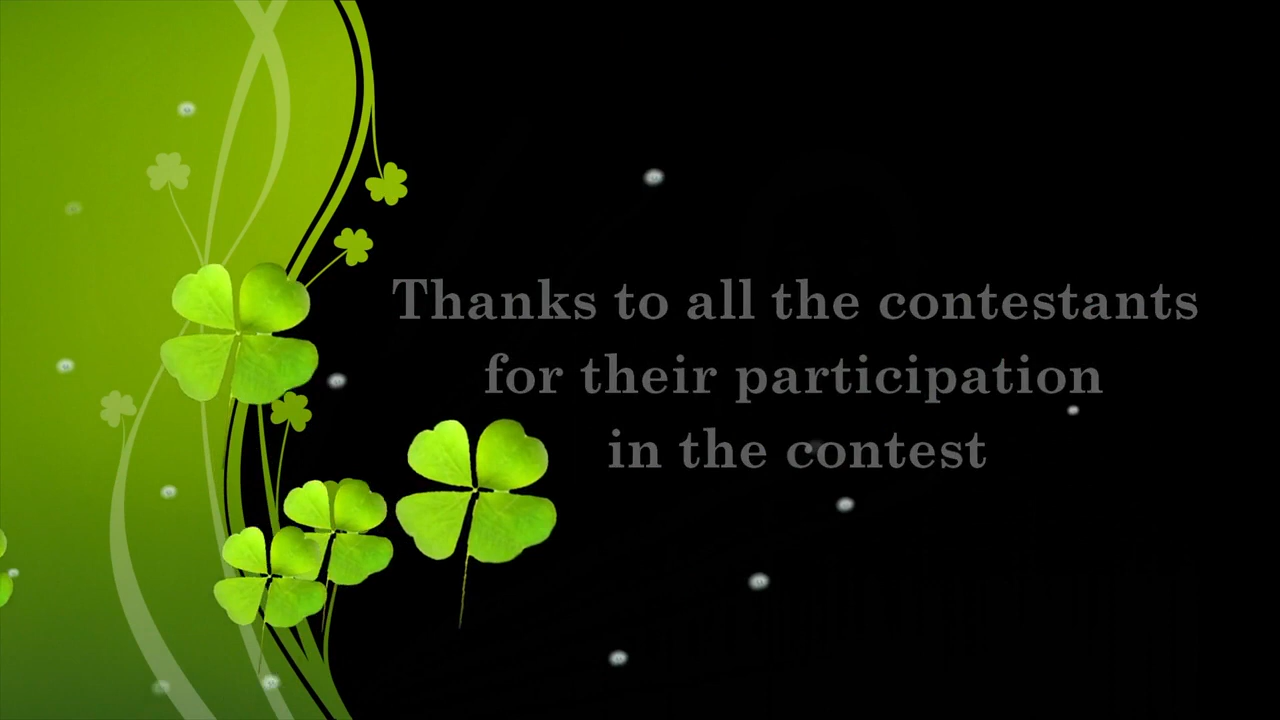 Thanks to all the contestants
for their participation
in the contest